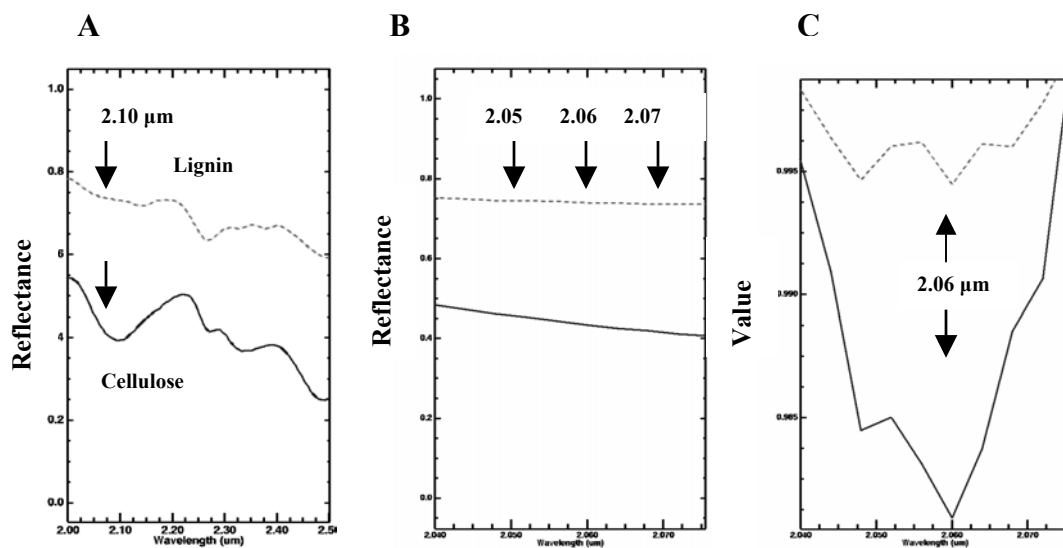 A
1.0
0.8
6
4
0.2
0.0
Reflectance
2.10 µm
Lignin
Cellulose
2.00 2.10 2.20 2.30 2.40 2.50
Wavelength (um)
B
1.0
0.8
0.6
0.4
0.2
0.0
Reflectance
2.05 2.06 2.07
2.040 2.050 2.060 2.070
Wavelength (um)
C
0.995
0.990
0.985
Value
2.06 µm
2.040 2.050 2.060 2.070
Wavelength (um)